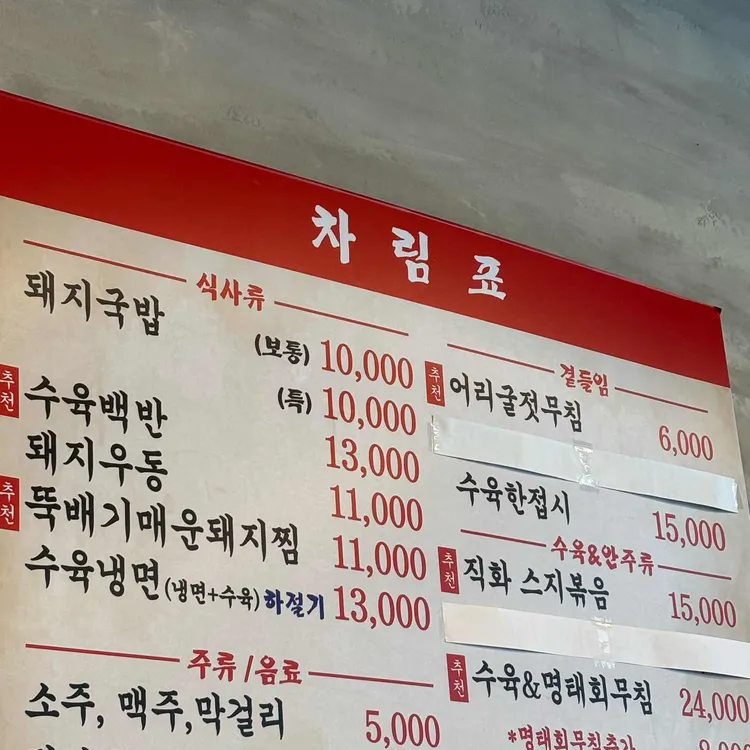 차림표
식사류
돼지국밥 (보통) 10,000
(특) 10,000
추천 수육백반 13,000
돼지우동 11,000
추천 뚝배기매운돼지찜 11,000
수육냉면(냉면+수육)하절기 13,000
주류/음료
소주, 맥주,막걸리 5,000
곁들임
추천 어리굴젓무침 6,000
수육한접시 15,000
수육&안주류
추천 직화 스지볶음 15,000
추천 수육&명태회무침 24,000
*명태회무침추가